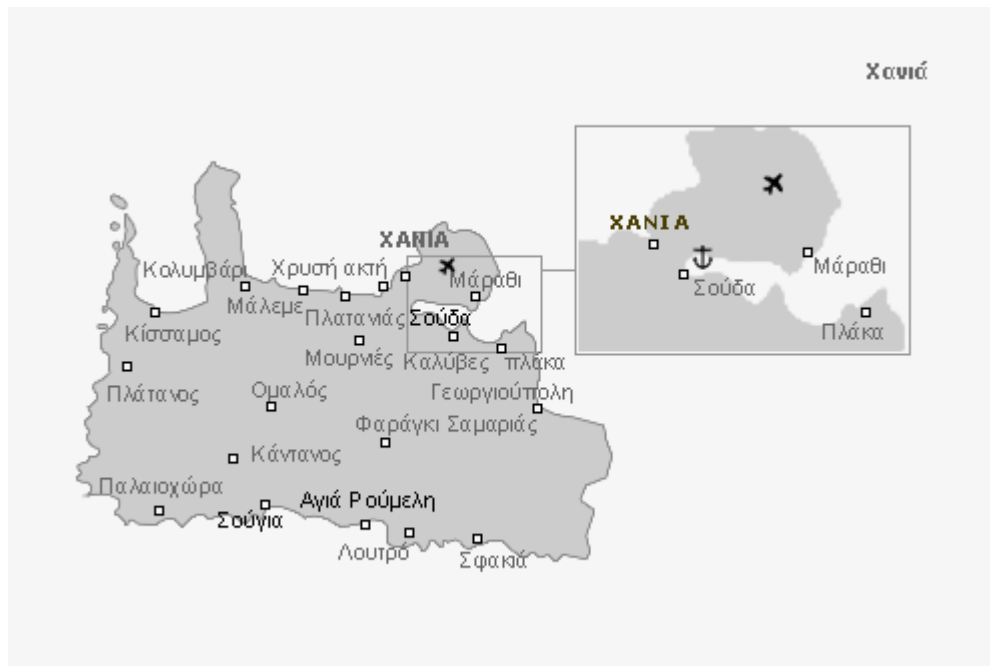 Χανιά
ΧΑΝΙΑ
Μάραθι
Σούδα
Πλάκα
ΧΑΝΙΑ
Κολυμβάρι
Χρυσή ακτή
Μάραθι
Μάλεμε
Πλατανιάς
Σούδα
Κίσσαμος
Μουρνιές
Καλύβες
πλάκα
Πλάτανος
Ομαλός
Γεωργιούπολη
Φαράγκι Σαμαριάς
Κάντανος
Παλαιοχώρα
Αγιά Ρούμελη
Σούγια
Λουτρό
Σφακιά